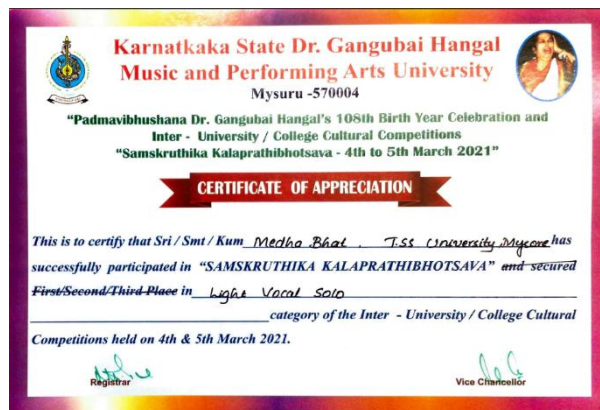 Karnatkaka State Dr. Gangubai Hangal
Music and Performing Arts University
Mysuru -570004
"Padmavibhushana Dr. Gangubai Hangal's 108th Birth Year Celebration and
Inter - University / College Cultural Competitions
"Samskruthika Kalaprathibhotsava - 4th to 5th March 2021"
CERTIFICATE OF APPRECIATION
This is to certify that Sri / Smt / Kum Medha Bhat. JSS University Mysore has
successfully participated in "SAMSKRUTHIKA KALAPRATHIBHOTSAVA" and secured
First/Second/Third Place in Light Vocal Solo
category of the Inter - University / College Cultural
Competitions held on 4th & 5th March 2021.
Registrar
Vice Chancellor